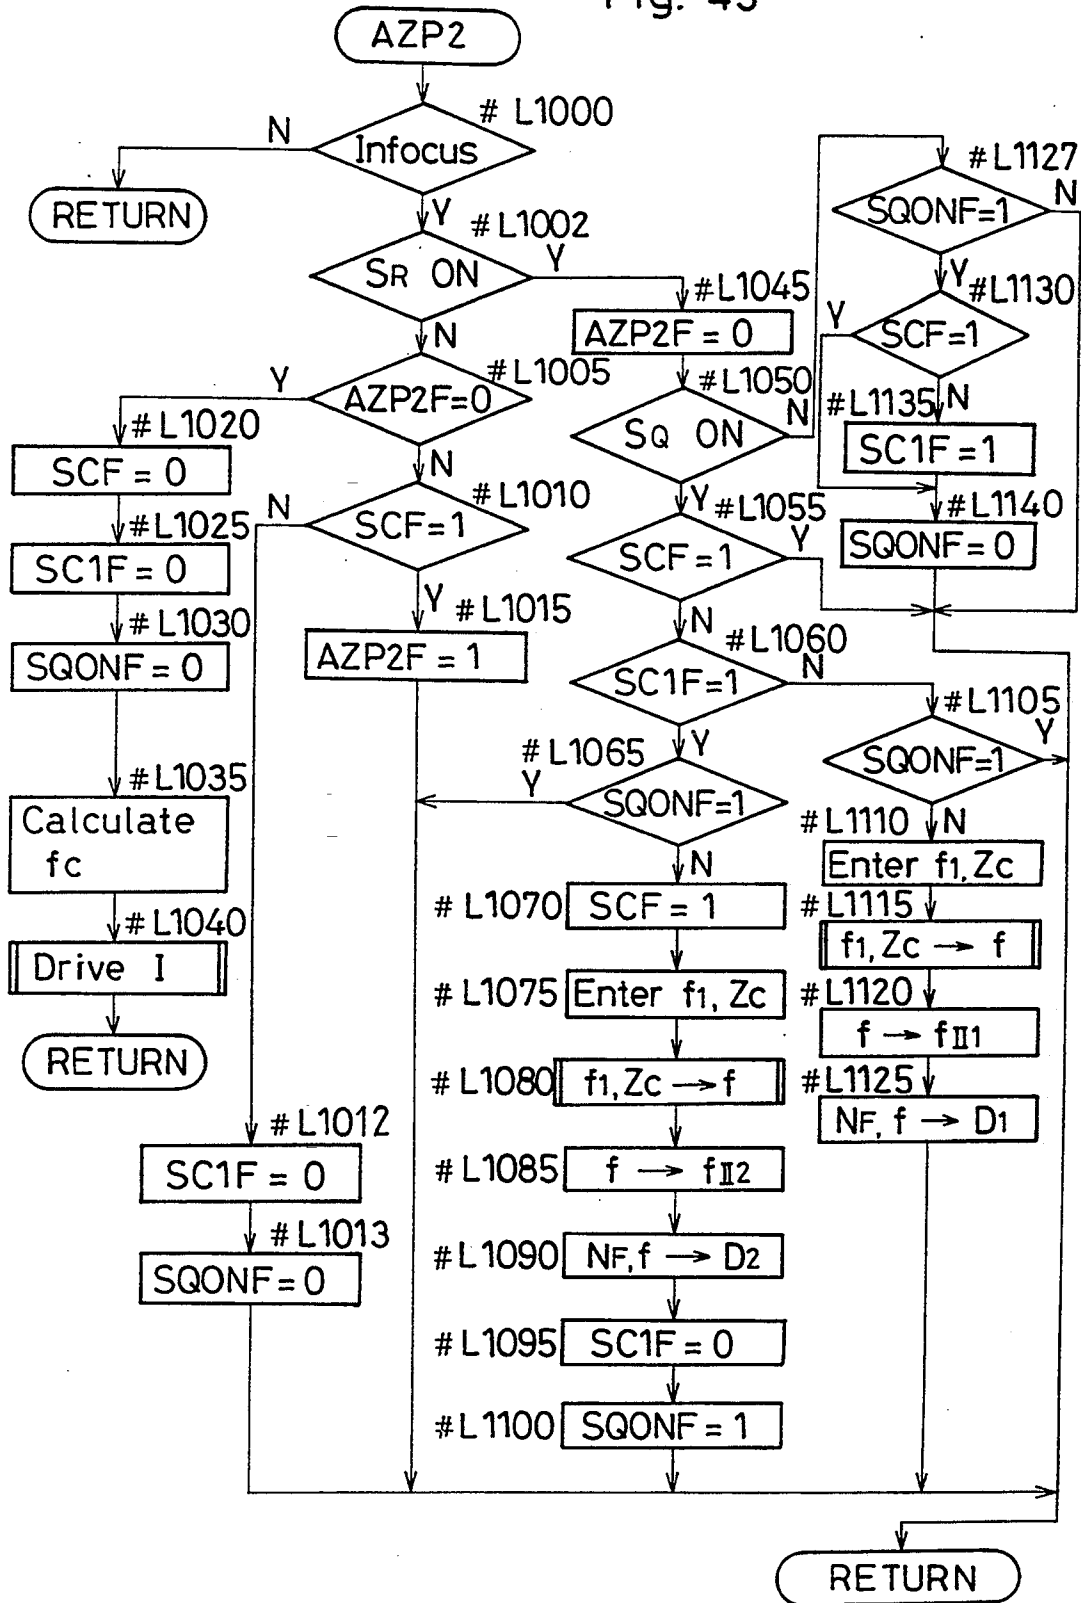 Fig. 45
AZP2
# L1000
N
Infocus
RETURN
Y
# L1002
SR ON
Y
N
# L1005
Y
AZP2F=0
N
# L1020
SCF = 0
# L1025
SC1F = 0
# L1030
SQONF = 0
# L1035
Calculate
fc
# L1040
Drive I
RETURN
# L1010
N
SCF=1
Y
# L1015
AZP2F = 1
# L1012
SC1F = 0
# L1013
SQONF = 0
# L1045
AZP2F = 0
# L1050
SQ ON
N
Y
# L1055
SCF=1
Y
N
# L1060
SC1F=1
N
Y
# L1065
Y
SQONF=1
N
# L1070
SCF = 1
# L1075
Enter f1, Zc
# L1080
f1, Zc → f
# L1085
f → fII2
# L1090
NF, f → D2
# L1095
SC1F = 0
# L1100
SQONF = 1
# L1127
SQONF=1
N
Y
# L1130
Y
SCF=1
N
# L1135
SC1F = 1
# L1140
SQONF = 0
# L1105
SQONF=1
Y
N
# L1110
Enter f1, Zc
# L1115
f1, Zc → f
# L1120
f → fII1
# L1125
NF, f → D1
RETURN